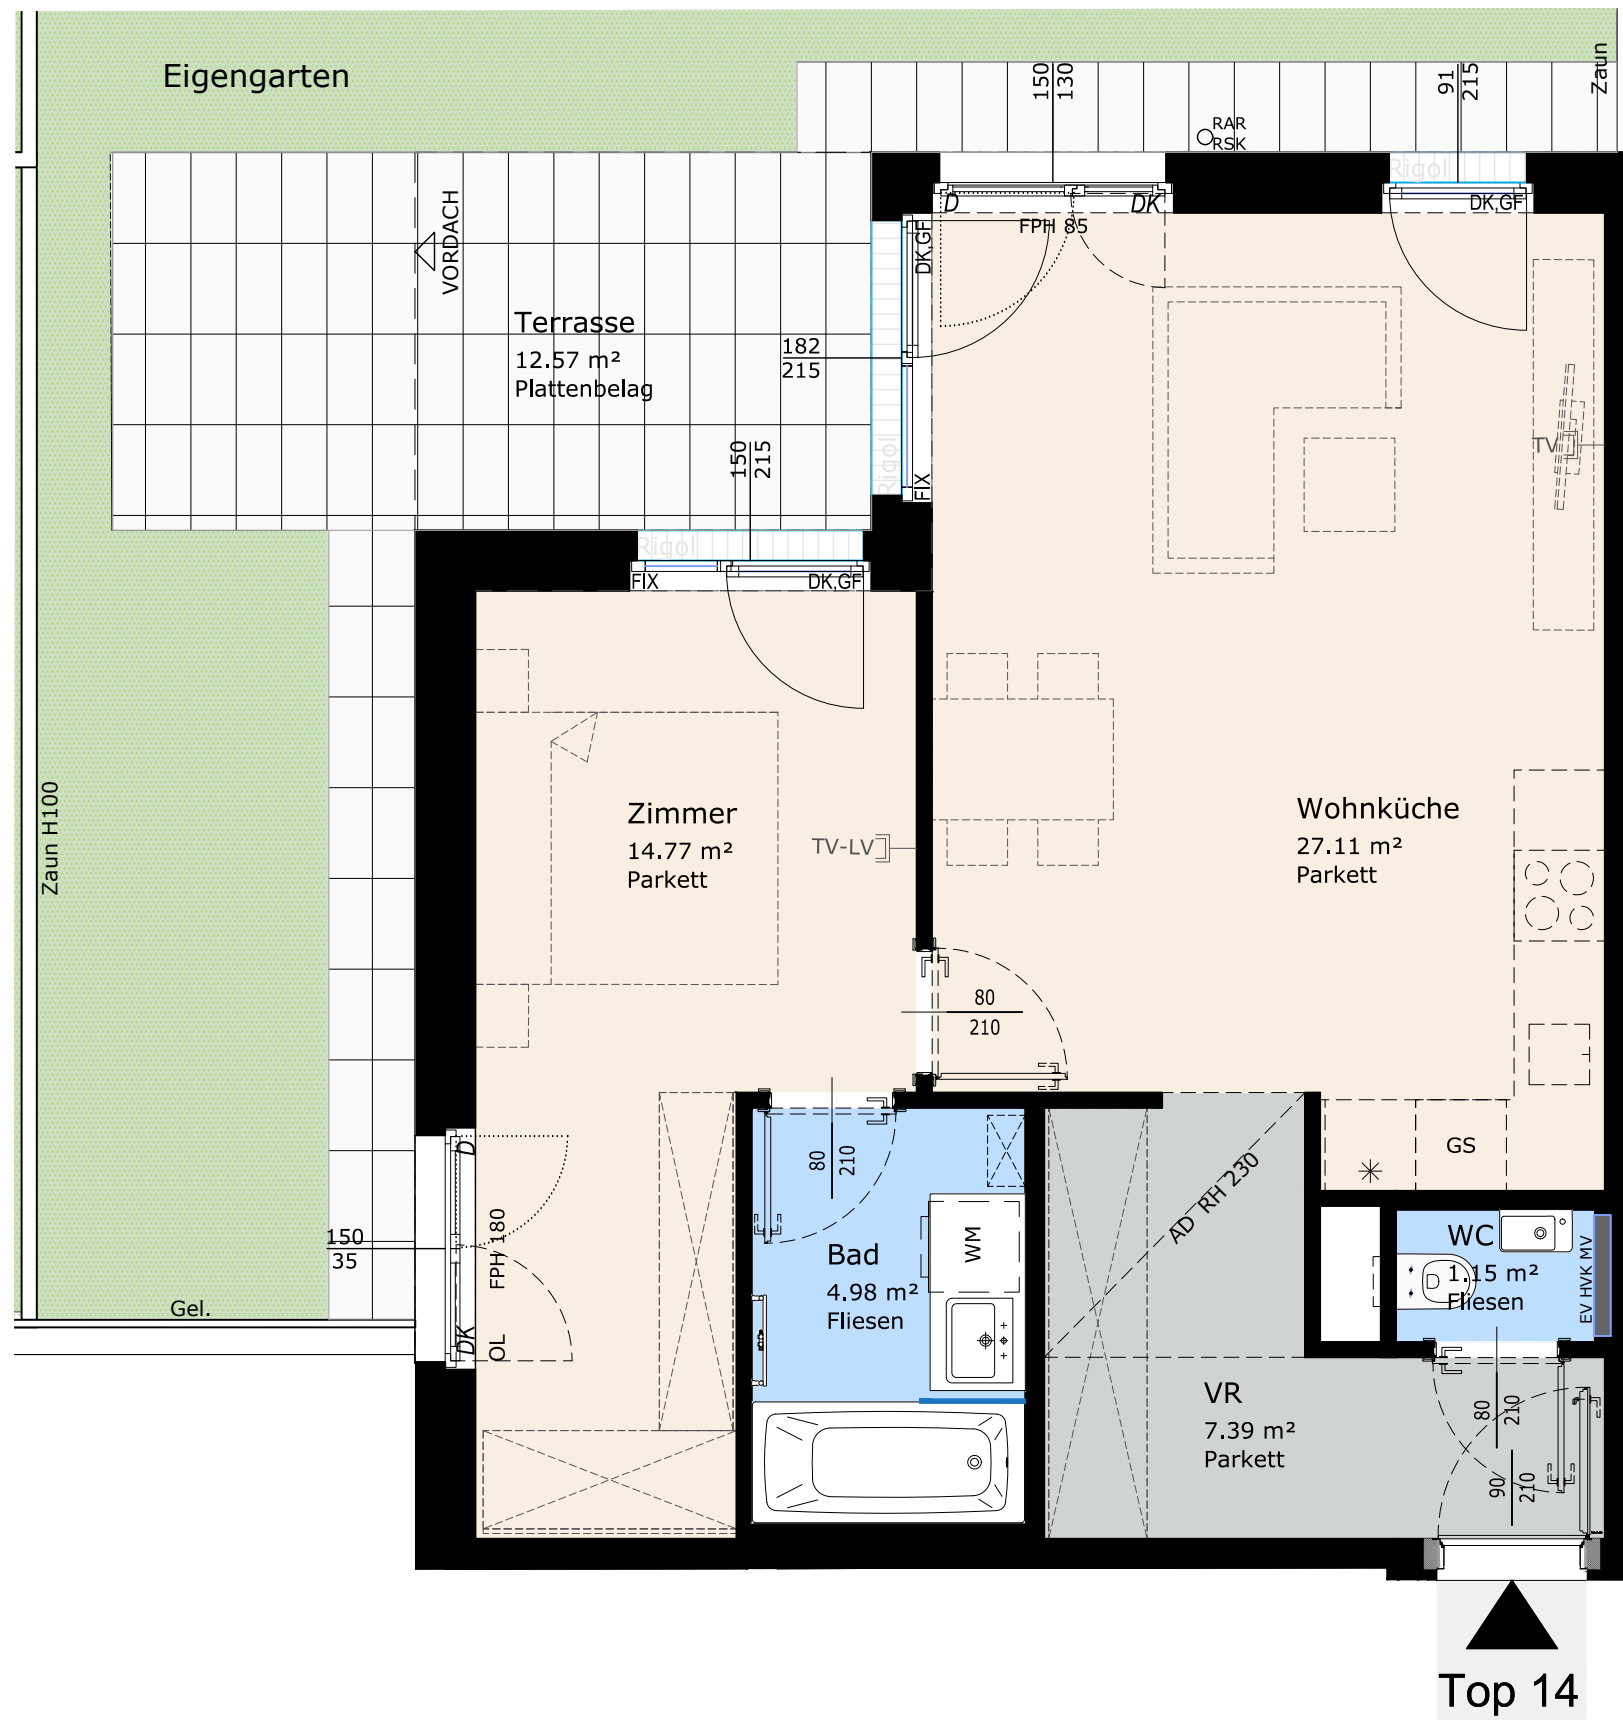 Eigengarten
Zaun
150
130
91
215
RAR
RSK
Rigol
D
DK
FPH 85
DK,GF
DK,GF
VORDACH
Terrasse
12.57 m²
Plattenbelag
182
215
Rigol
FIX
150
215
Rigol
FIX
DK,GF
TV
Zaun H100
Zimmer
14.77 m²
Parkett
TV-LV
Wohnküche
27.11 m²
Parkett
80
210
80
210
GS
AD RH 230
D
FPH 180
150
35
DK
OL
Gel.
Bad
4.98 m²
Fliesen
WM
WC
1.15 m²
Fliesen
EV HVK MV
VR
7.39 m²
Parkett
80
210
90
210
Top 14